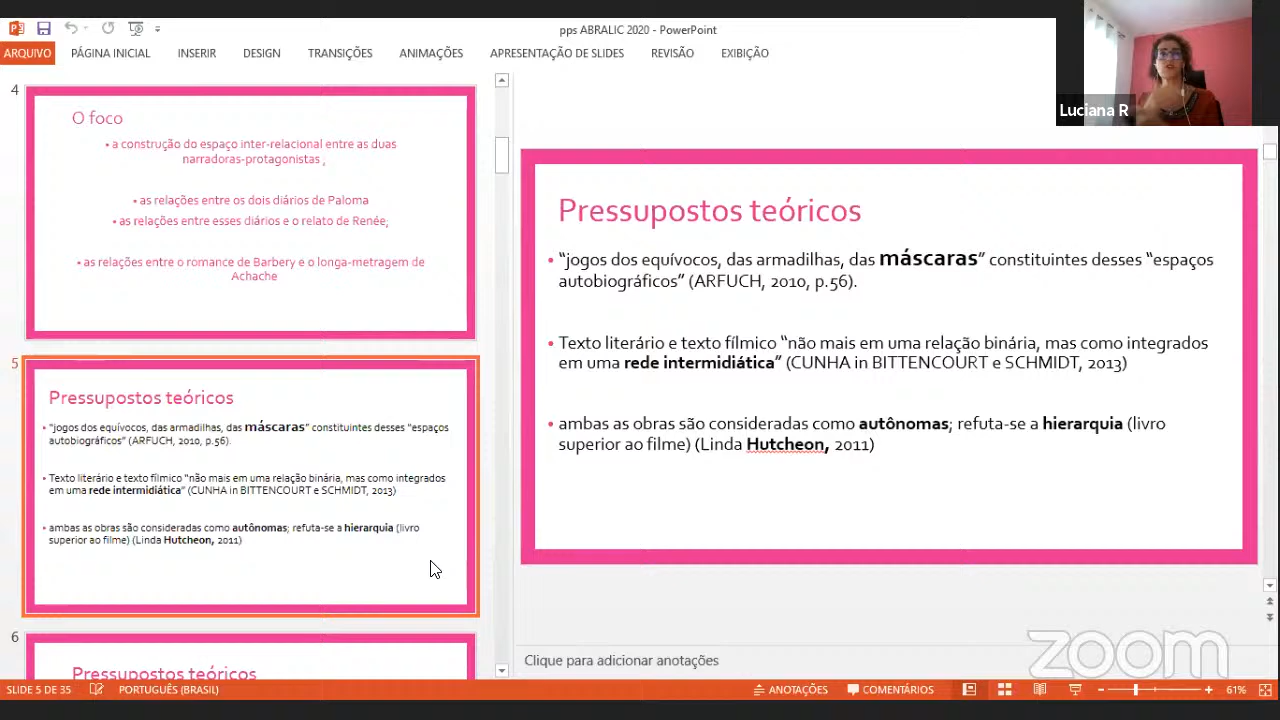 pps ABRALIC 2020 - PowerPoint
ARQUIVO PÁGINA INICIAL INSERIR DESIGN TRANSIÇÕES ANIMAÇÕES APRESENTAÇÃO DE SLIDES REVISÃO EXIBIÇÃO
Luciana R
4
O foco
• a construção do espaço inter-relacional entre as duas
narradoras-protagonistas ;
• as relações entre os dois diários de Paloma
• as relações entre esses diários e o relato de Renée;
• as relações entre o romance de Barbery e o longa-metragem de
Achache
5
Pressupostos teóricos
• “jogos dos equívocos, das armadilhas, das máscaras” constituintes desses “espaços
autobiográficos” (ARFUCH, 2010, p.56).
Texto literário e texto fílmico “não mais em uma relação binária, mas como integrados
em uma rede intermidiática” (CUNHA in BITTENCOURT e SCHMIDT, 2013)
• ambas as obras são consideradas como autônomas; refuta-se a hierarquia (livro
superior ao filme) (Linda Hutcheon, 2011)
6
Pressupostos teóricos
Pressupostos teóricos
• “jogos dos equívocos, das armadilhas, das máscaras” constituintes desses “espaços
autobiográficos” (ARFUCH, 2010, p.56).
• Texto literário e texto fílmico “não mais em uma relação binária, mas como integrados
em uma rede intermidiática” (CUNHA in BITTENCOURT e SCHMIDT, 2013)
• ambas as obras são consideradas como autônomas; refuta-se a hierarquia (livro
superior ao filme) (Linda Hutcheon, 2011)
Clique para adicionar anotações
zoom
SLIDE 5 DE 35 PORTUGUÊS (BRASIL) ANOTAÇÕES COMENTÁRIOS 61%